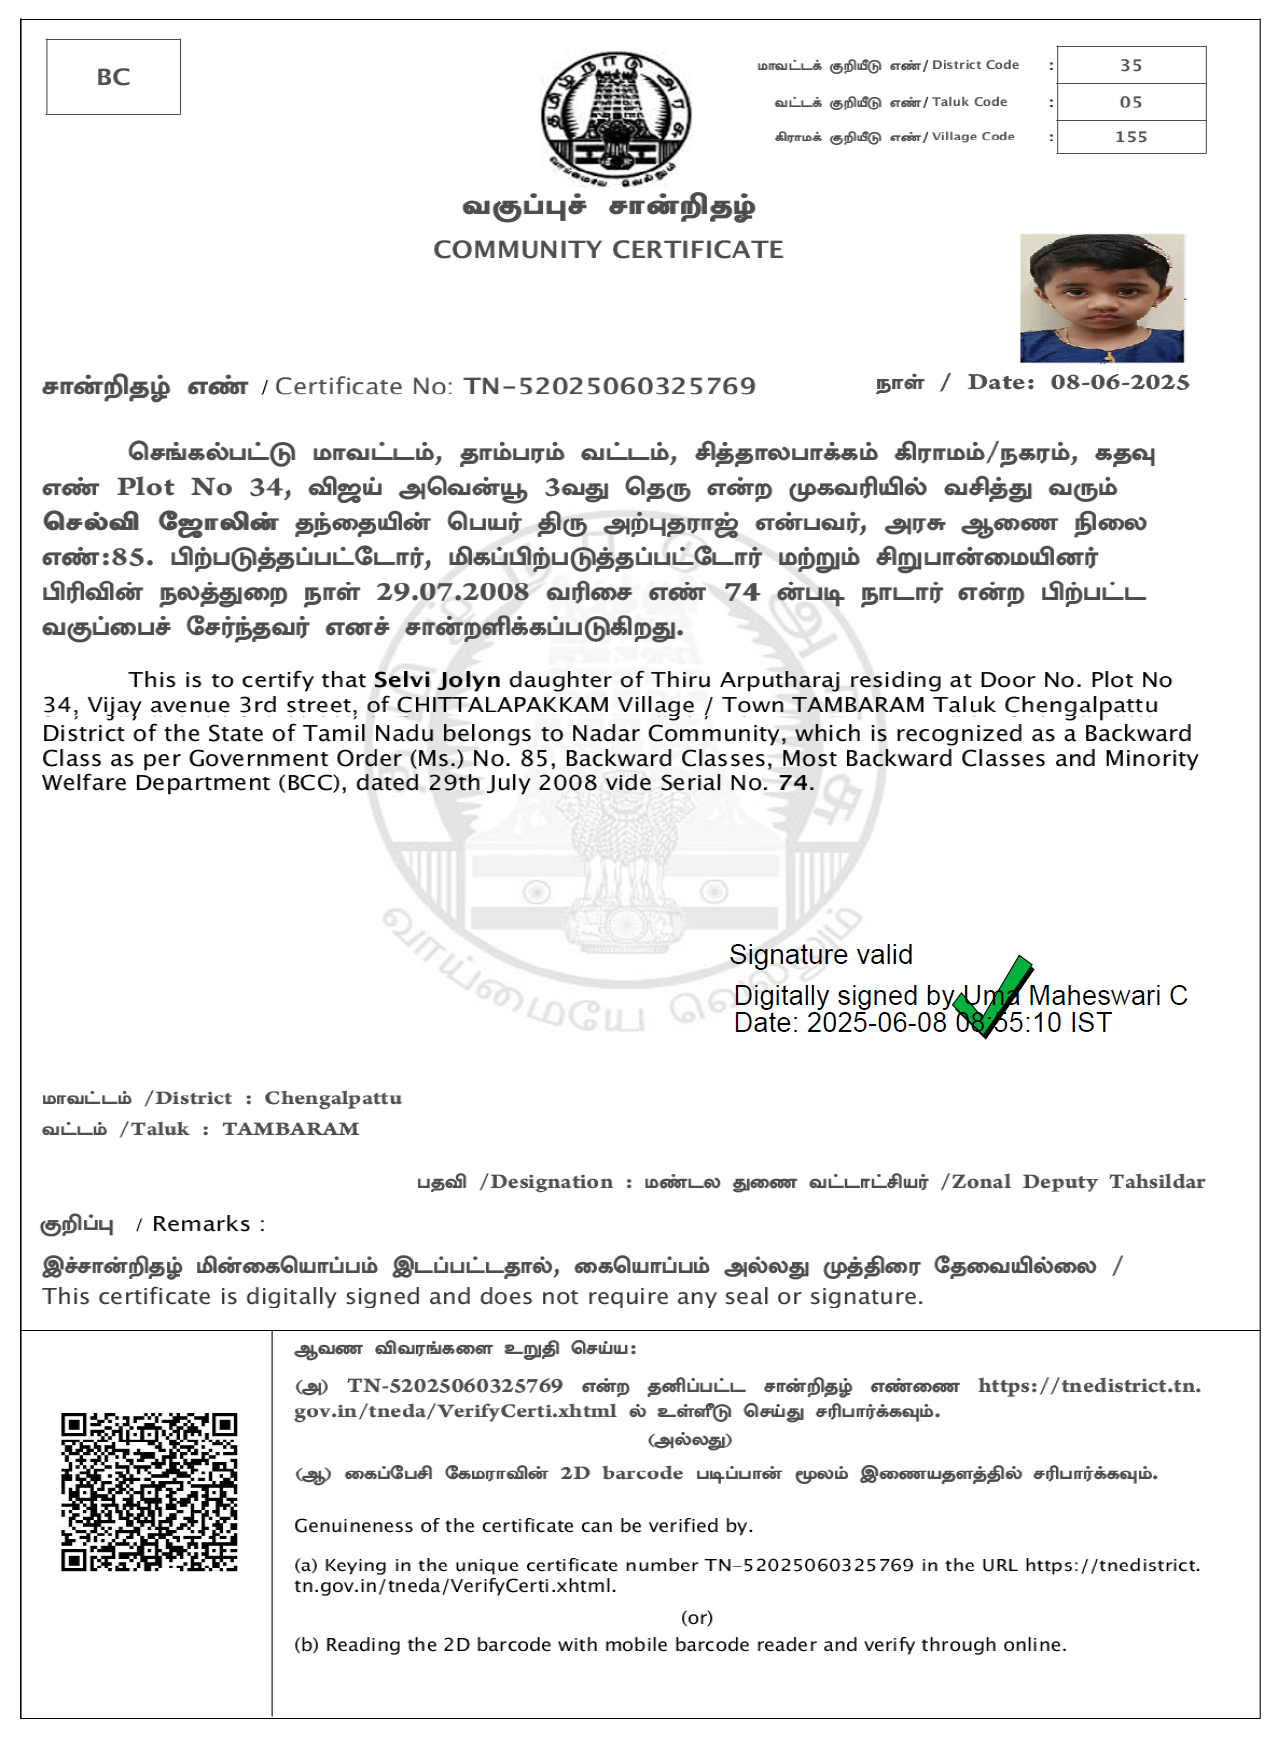 BC
மாவட்டக் குறியீடு எண்/ District Code : 35
வட்டக் குறியீடு எண்/ Taluk Code : 05
கிராமக் குறியீடு எண்/ Village Code : 155
தமிழ்நாடு அரசு
வாய்மையே வெல்லும்
வகுப்புச் சான்றிதழ்
COMMUNITY CERTIFICATE
சான்றிதழ் எண் / Certificate No: TN-52025060325769
நாள் / Date: 08-06-2025
செங்கல்பட்டு மாவட்டம், தாம்பரம் வட்டம், சித்தாலபாக்கம் கிராமம்/நகரம், கதவு
எண் Plot No 34, விஜய் அவென்யூ 3வது தெரு என்ற முகவரியில் வசித்து வரும்
செல்வி ஜோலின் தந்தையின் பெயர் திரு அற்புதராஜ் என்பவர், அரசு ஆணை நிலை
எண்:85. பிற்படுத்தப்பட்டோர், மிகப்பிற்படுத்தப்பட்டோர் மற்றும் சிறுபான்மையினர்
பிரிவின் நலத்துறை நாள் 29.07.2008 வரிசை எண் 74 ன்படி நாடார் என்ற பிற்பட்ட
வகுப்பைச் சேர்ந்தவர் எனச் சான்றளிக்கப்படுகிறது.
This is to certify that Selvi Jolyn daughter of Thiru Arputharaj residing at Door No. Plot No
34, Vijay avenue 3rd street, of CHITTALAPAKKAM Village / Town TAMBARAM Taluk Chengalpattu
District of the State of Tamil Nadu belongs to Nadar Community, which is recognized as a Backward
Class as per Government Order (Ms.) No. 85, Backward Classes, Most Backward Classes and Minority
Welfare Department (BCC), dated 29th July 2008 vide Serial No. 74.
தமிழ்நாடு அரசு
வாய்மையே வெல்லும்
Signature valid
Digitally signed by Uma Maheswari C
Date: 2025-06-08 08:55:10 IST
மாவட்டம் /District : Chengalpattu
வட்டம் /Taluk : TAMBARAM
பதவி /Designation : மண்டல துணை வட்டாட்சியர் /Zonal Deputy Tahsildar
குறிப்பு / Remarks :
இச்சான்றிதழ் மின்கையொப்பம் இடப்பட்டதால், கையொப்பம் அல்லது முத்திரை தேவையில்லை /
This certificate is digitally signed and does not require any seal or signature.
ஆவண விவரங்களை உறுதி செய்ய:
(அ) TN-52025060325769 என்ற தனிப்பட்ட சான்றிதழ் எண்ணை https://tnedistrict.tn.
gov.in/tneda/VerifyCerti.xhtml ல் உள்ளீடு செய்து சரிபார்க்கவும்.
(அல்லது)
(ஆ) கைப்பேசி கேமராவின் 2D barcode படிப்பான் மூலம் இணையதளத்தில் சரிபார்க்கவும்.
Genuineness of the certificate can be verified by.
(a) Keying in the unique certificate number TN-52025060325769 in the URL https://tnedistrict.
tn.gov.in/tneda/VerifyCerti.xhtml.
(or)
(b) Reading the 2D barcode with mobile barcode reader and verify through online.